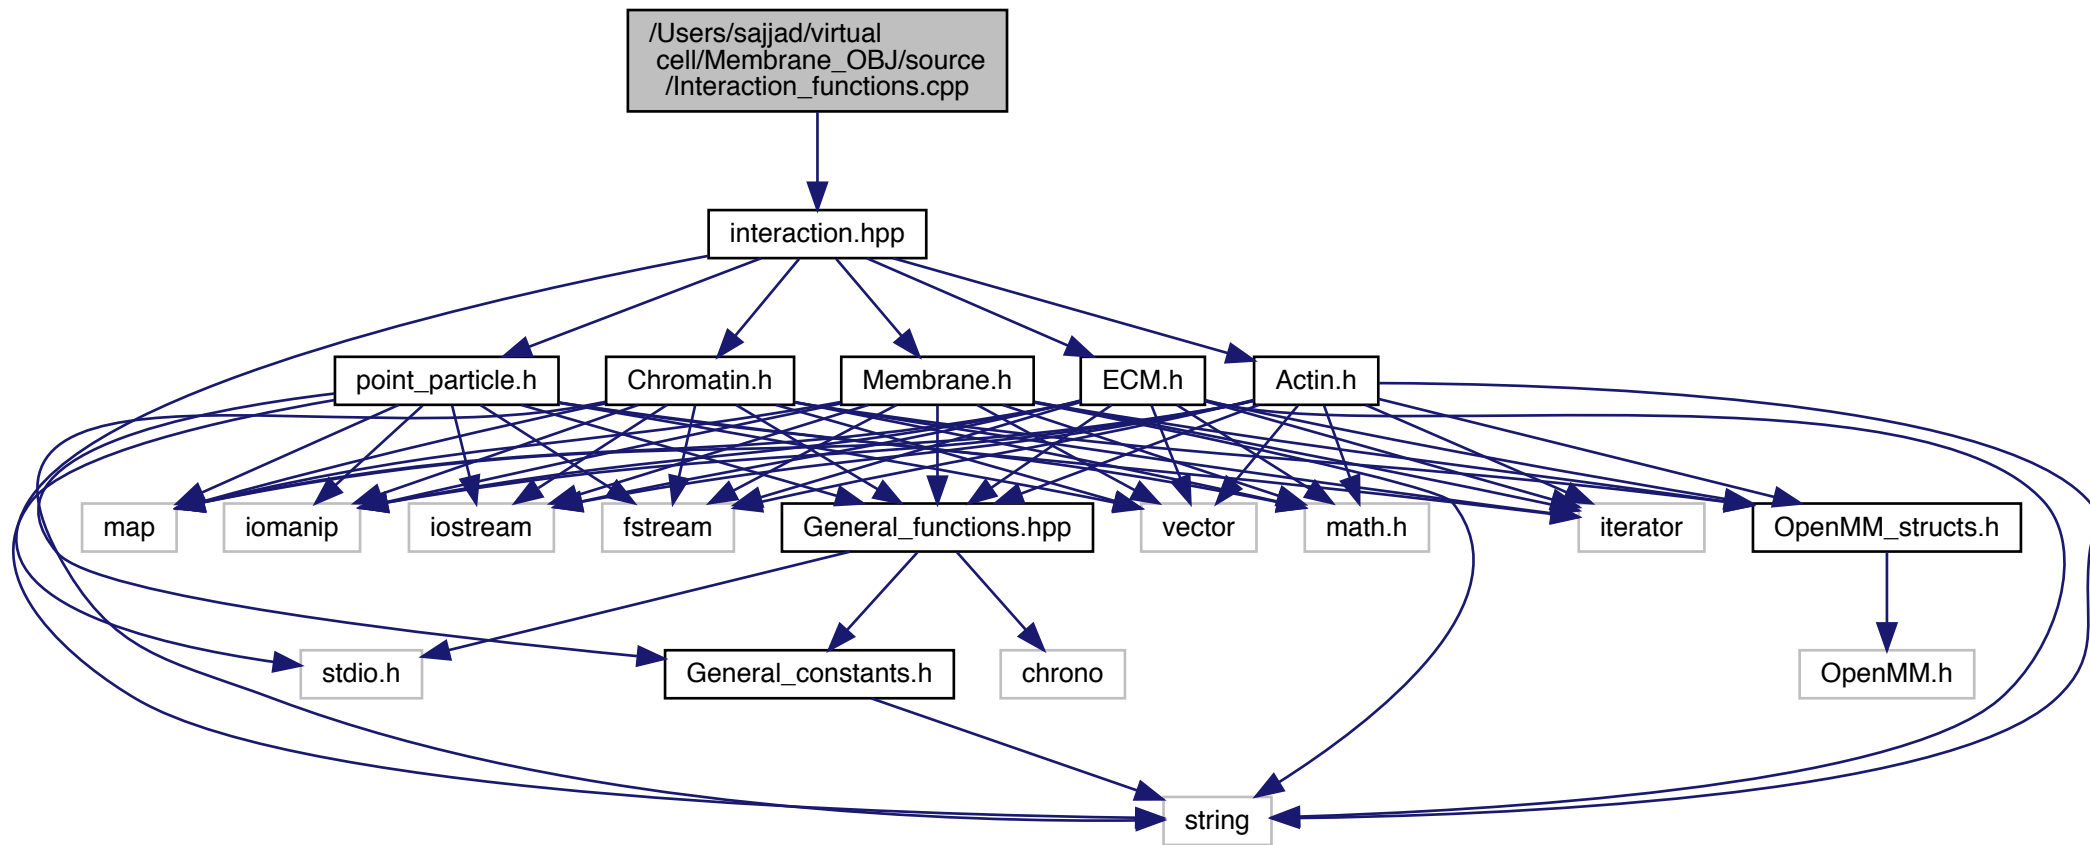 /Users/sajjad/virtual
cell/Membrane_OBJ/source
/Interaction_functions.cpp
interaction.hpp
point_particle.h
Chromatin.h
Membrane.h
ECM.h
Actin.h
map
iomanip
iostream
fstream
General_functions.hpp
vector
math.h
iterator
OpenMM_structs.h
stdio.h
General_constants.h
chrono
OpenMM.h
string